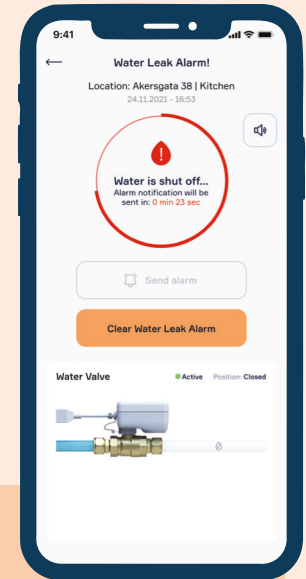 9:41
Water Leak Alarm!
Location: Akersgata 38 | Kitchen
24.11.2021 - 16:53
Water is shut off...
Alarm notification will be
sent in: 0 min 23 sec
Send alarm
Clear Water Leak Alarm
Water Valve Active Position: Closed